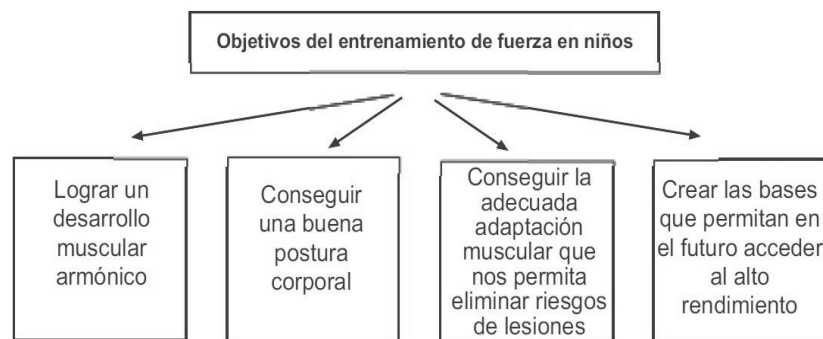 Objetivos del entrenamiento de fuerza en niños
Lograr un
desarrollo
muscular
armónico
Conseguir
una buena
postura
corporal
Conseguir la
adecuada
adaptación
muscular que
nos permita
eliminar riesgos
de lesiones
Crear las bases
que permitan en
el futuro acceder
al alto
rendimiento